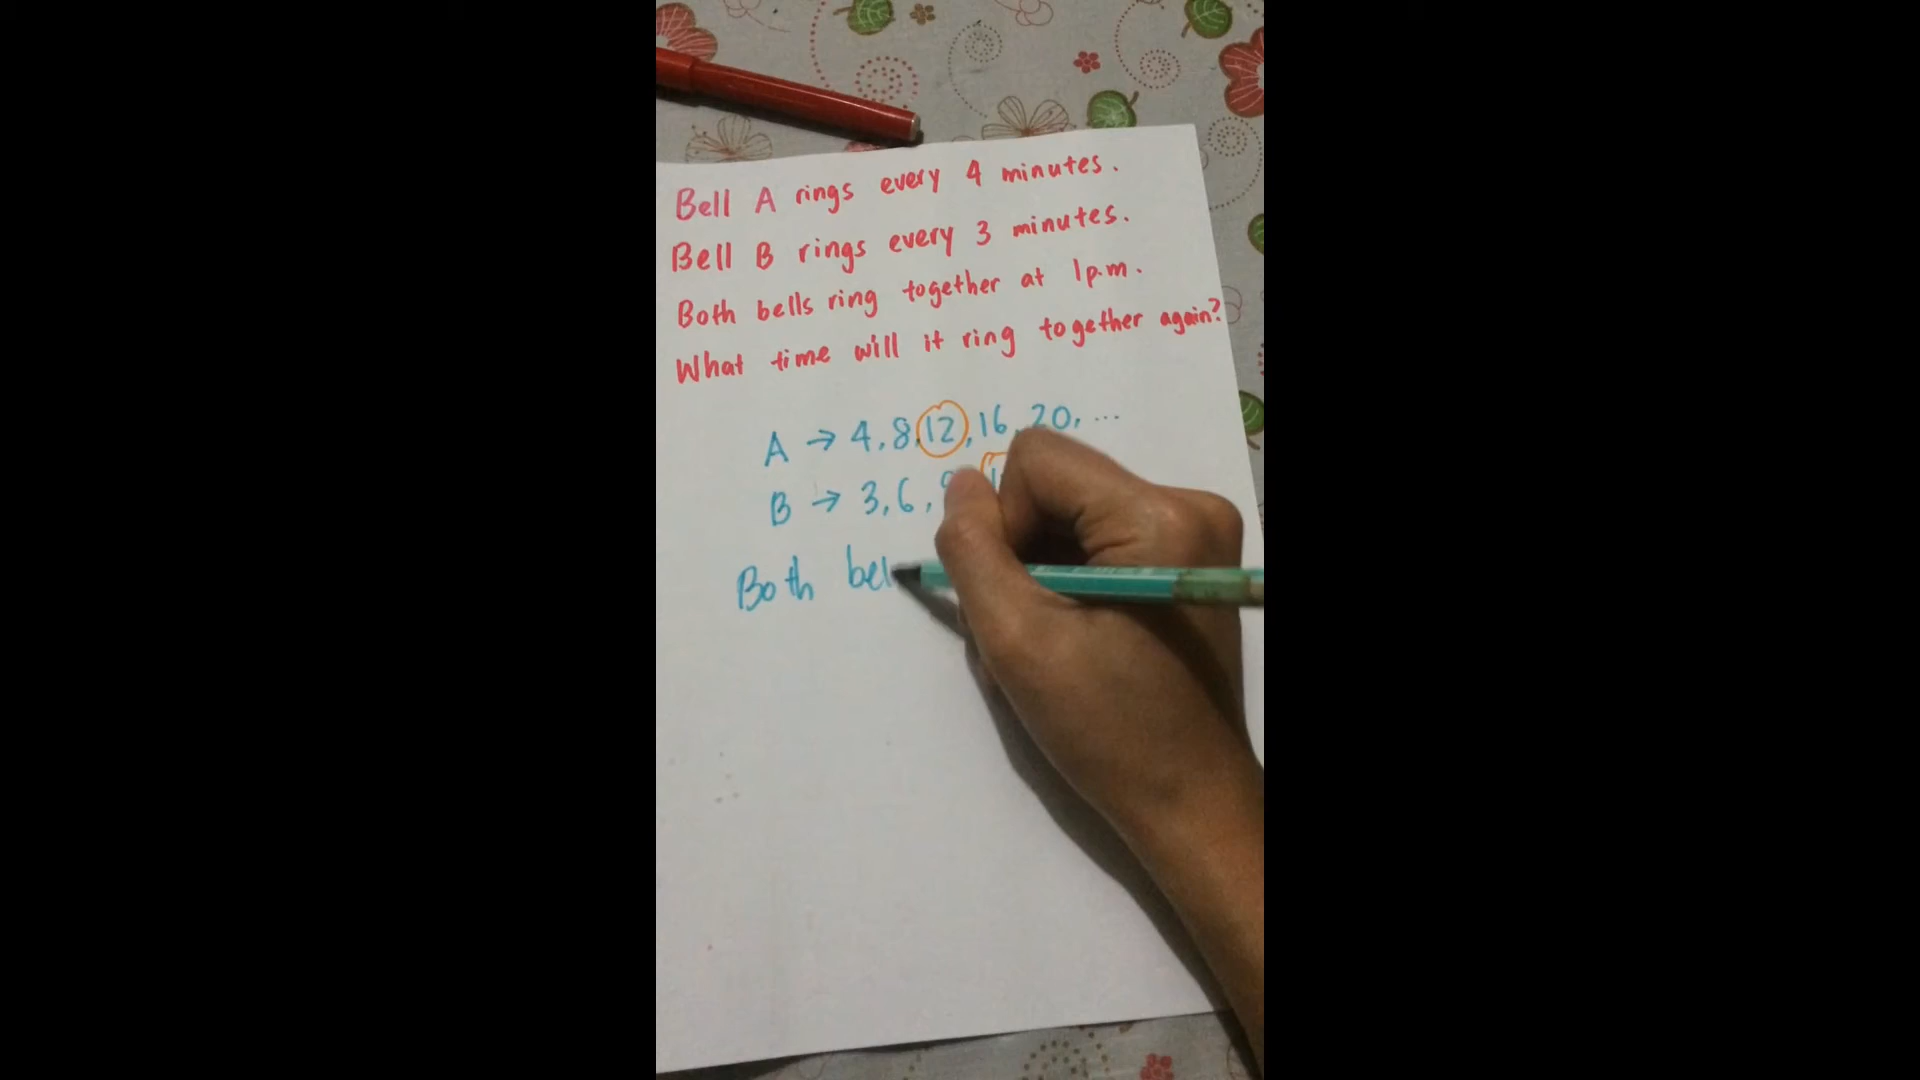 Bell A rings every 4 minutes.
Bell B rings every 3 minutes.
Both bells ring together at 1p.m.
What time will it ring together again?
A → 4, 8, 12, 16, 20, ...
B → 3, 6,
Both bel